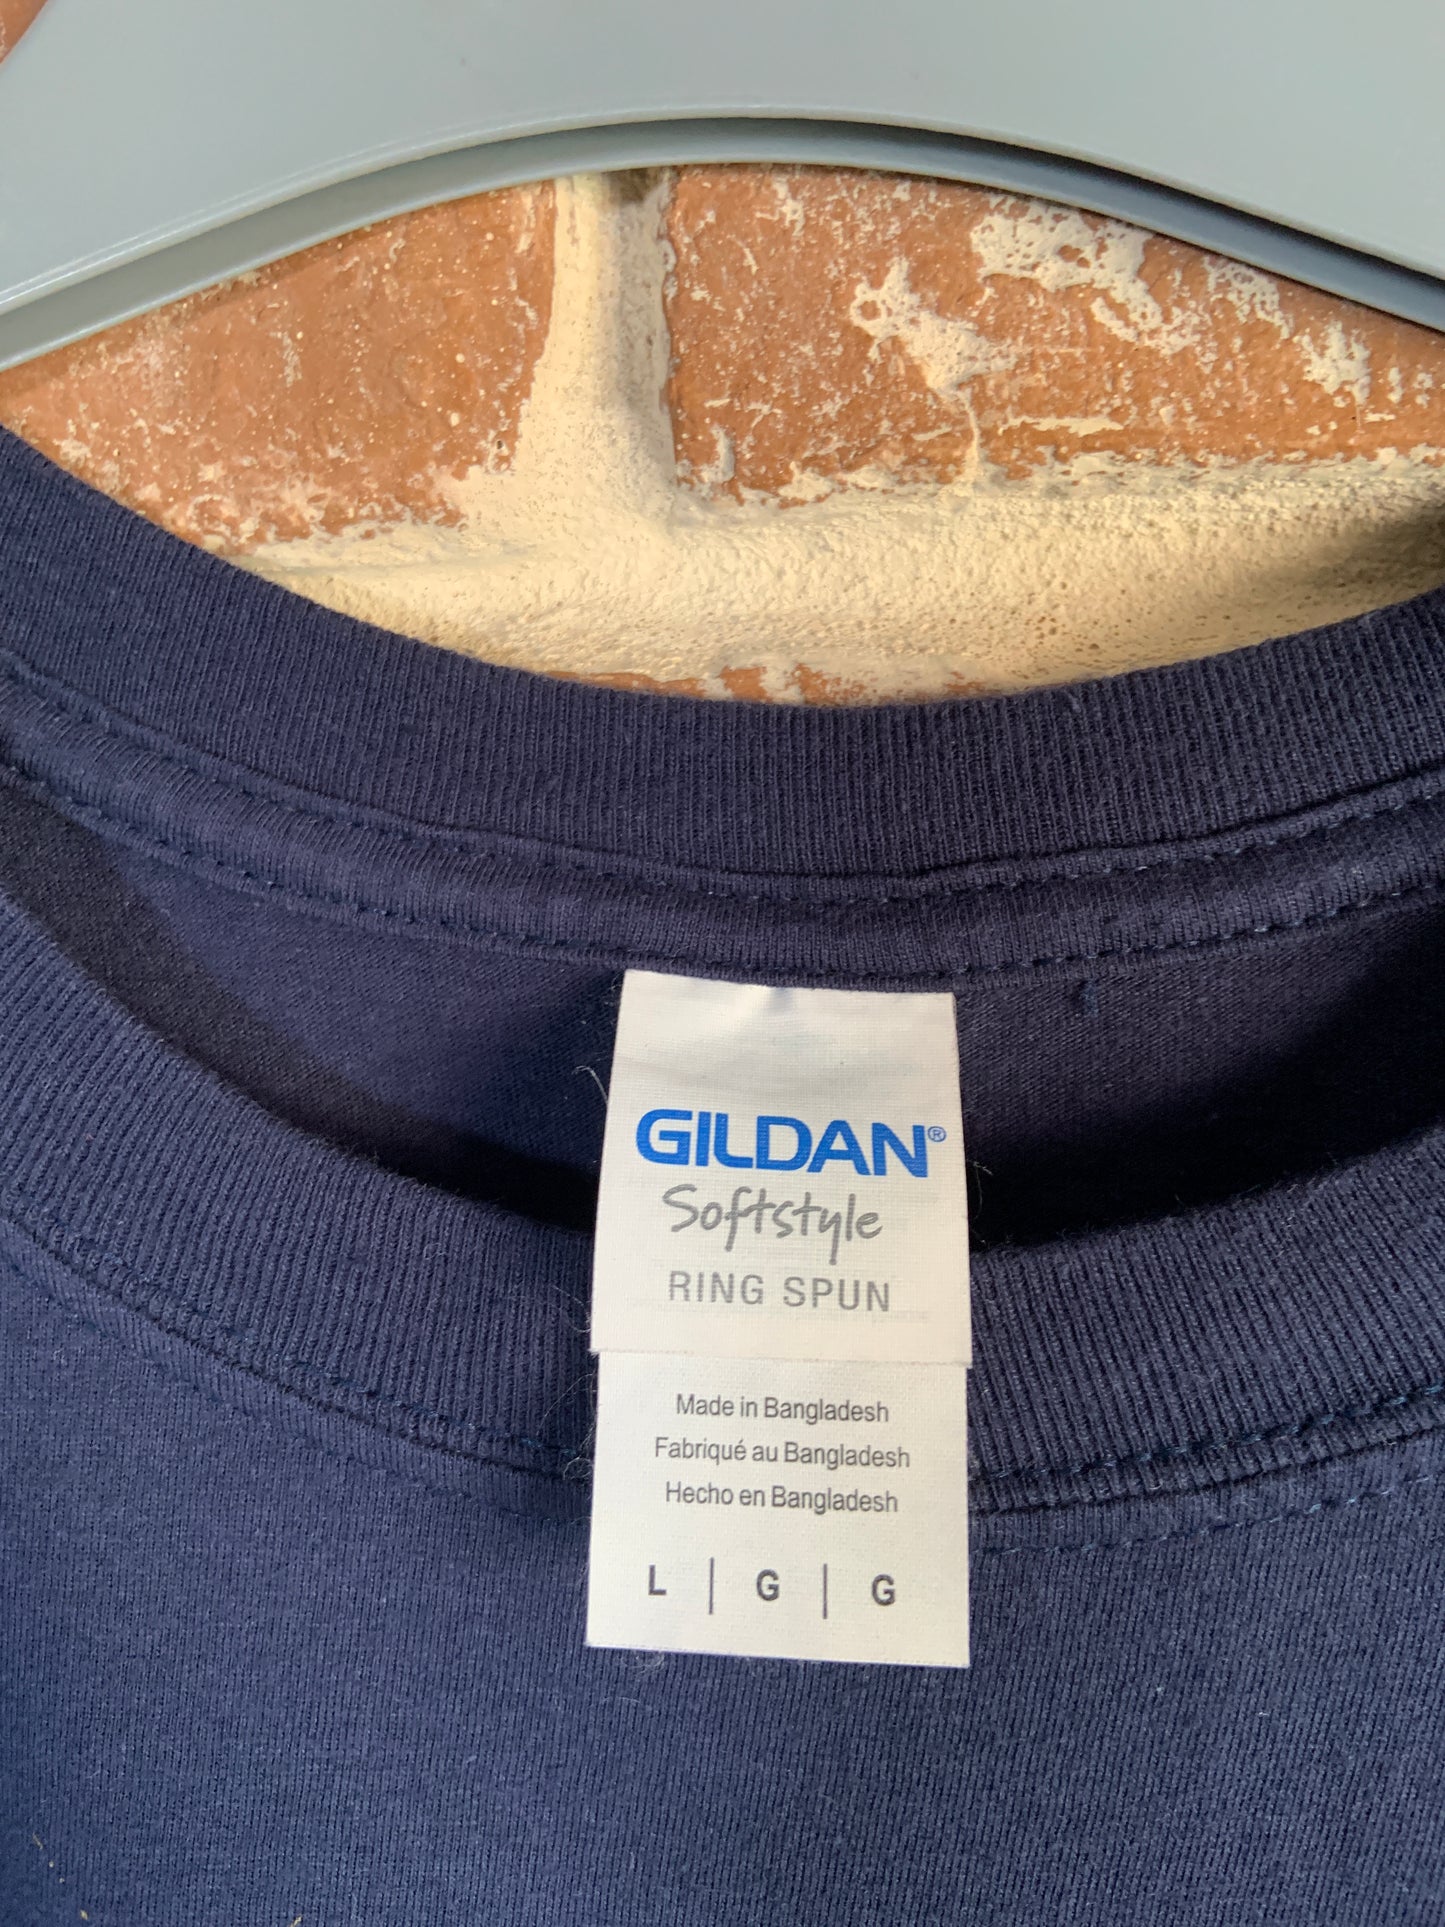 GILDAN®
Softstyle
RING SPUN
Made in Bangladesh
Fabriqué au Bangladesh
Hecho en Bangladesh
L | G | G